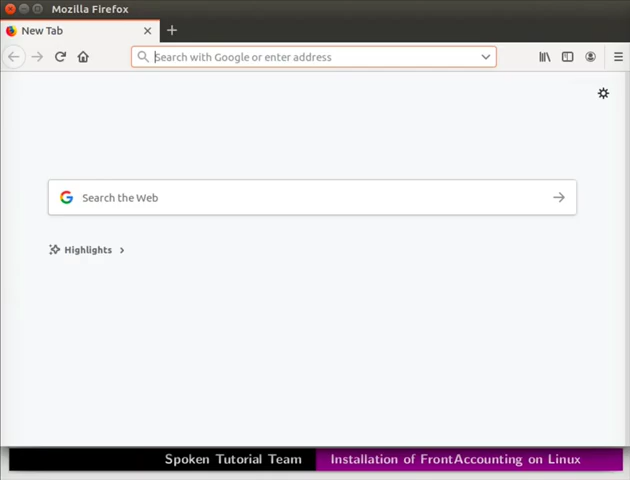 Mozilla Firefox
New Tab
Search with Google or enter address
Search the Web
Highlights
Spoken Tutorial Team
Installation of FrontAccounting on Linux